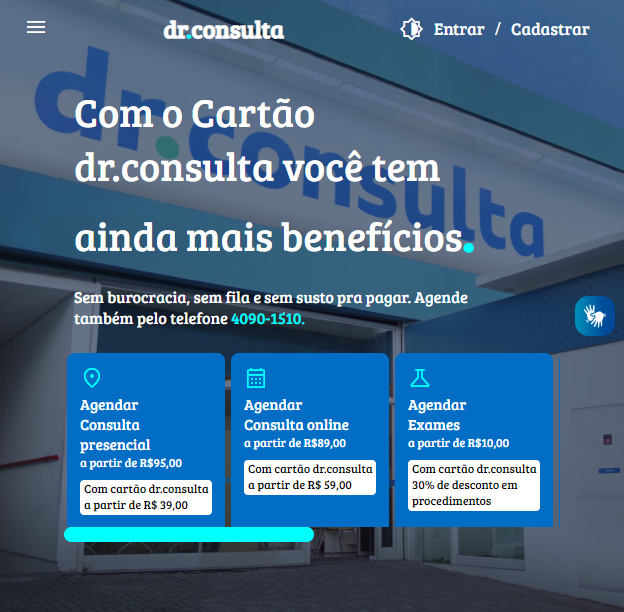 dr.consulta
Entrar / Cadastrar
dr.consulta
Com o Cartão
dr.consulta você tem
ainda mais benefícios.
Sem burocracia, sem fila e sem susto pra pagar. Agende
também pelo telefone 4090-1510.
Agendar
Consulta
presencial
a partir de R$95,00
Com cartão dr.consulta
a partir de R$ 39,00
Agendar
Consulta online
a partir de R$89,00
Com cartão dr.consulta
a partir de R$ 59,00
Agendar
Exames
a partir de R$10,00
Com cartão dr.consulta
30% de desconto em
procedimentos